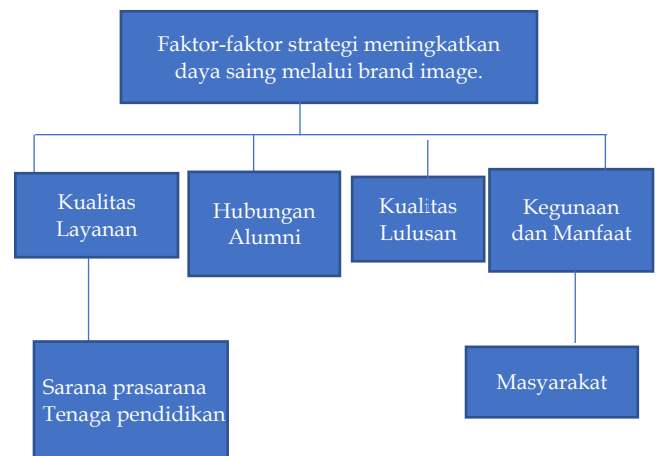 Faktor-faktor strategi meningkatkan
daya saing melalui brand image.
Kualitas
Layanan
Hubungan
Alumni
Kualitas
Lulusan
Kegunaan
dan Manfaat
Sarana prasarana
Tenaga pendidikan
Masyarakat